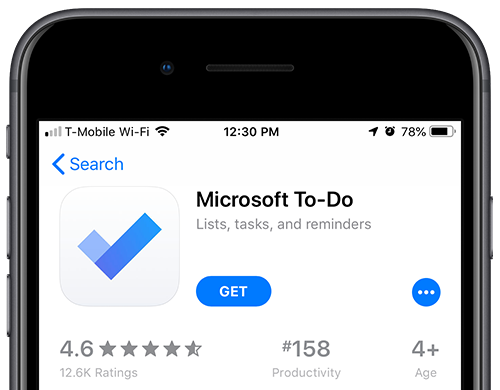 T-Mobile Wi-Fi 12:30 PM 78%
Search
Microsoft To-Do
Lists, tasks, and reminders
GET
4.6 #158 4+
12.6K Ratings Productivity Age